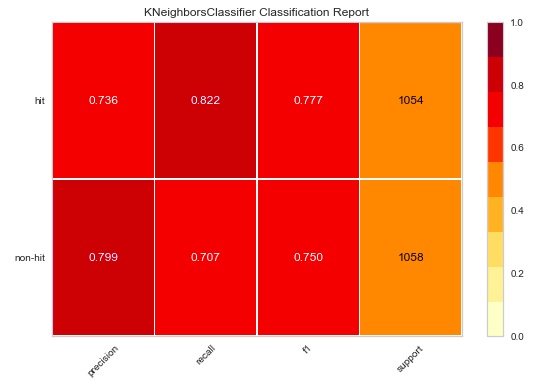 KNeighborsClassifier Classification Report
hit 0.736 0.822 0.777 1054
non-hit 0.799 0.707 0.750 1058
precision recall f1 support
1.0
0.8
0.6
0.4
0.2
0.0